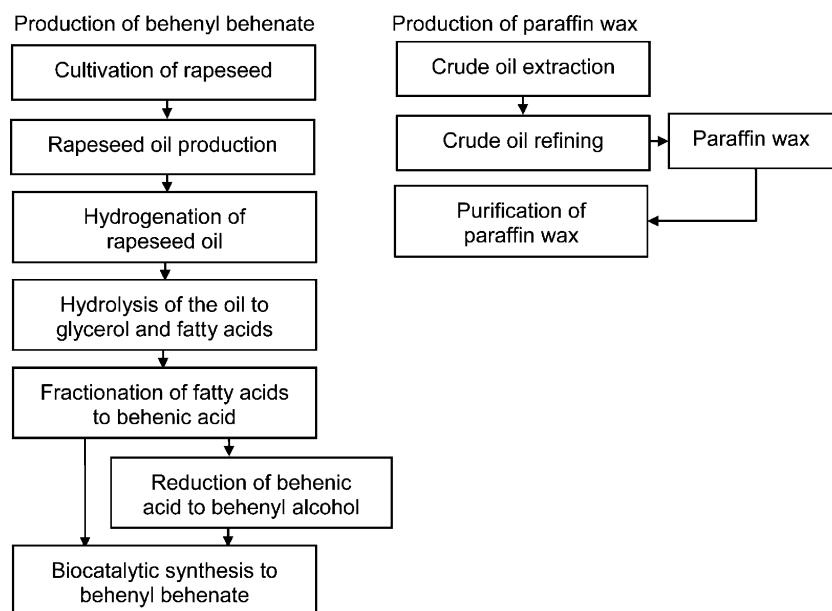 Production of behenyl behenate
Cultivation of rapeseed
Rapeseed oil production
Hydrogenation of
rapeseed oil
Hydrolysis of the oil to
glycerol and fatty acids
Fractionation of fatty acids
to behenic acid
Reduction of behenic
acid to behenyl alcohol
Biocatalytic synthesis to
behenyl behenate
Production of paraffin wax
Crude oil extraction
Crude oil refining
Paraffin wax
Purification of
paraffin wax